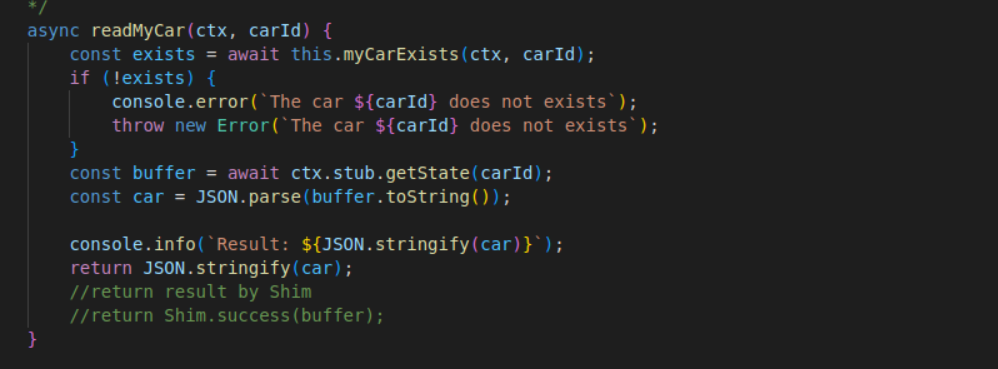 */
async readMyCar(ctx, carId) {
const exists = await this.myCarExists(ctx, carId);
if (!exists) {
console.error(`The car ${carId} does not exists`);
throw new Error(`The car ${carId} does not exists`);
}
const buffer = await ctx.stub.getState(carId);
const car = JSON.parse(buffer.toString());
console.info(`Result: ${JSON.stringify(car)}`);
return JSON.stringify(car);
//return result by Shim
//return Shim.success(buffer);
}